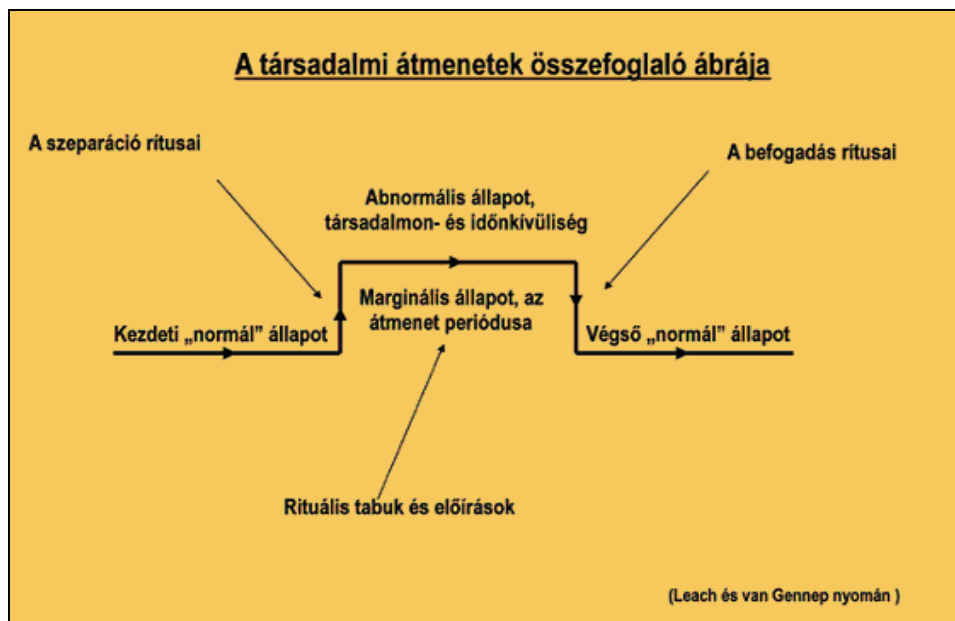 A társadalmi átmenetek összefoglaló ábrája
A szeparáció rítusai
A befogadás rítusai
Abnormális állapot,
társadalmon- és időnkívüliség
Marginális állapot, az
átmenet periódusa
Kezdeti „normál” állapot
Végső „normál” állapot
Rituális tabuk és előírások
(Leach és van Gennep nyomán )